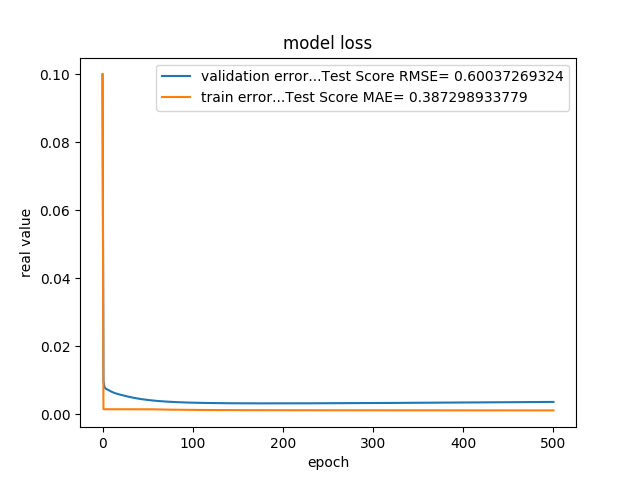 model loss
validation error...Test Score RMSE= 0.60037269324
train error...Test Score MAE= 0.387298933779
real value
0.10
0.08
0.06
0.04
0.02
0.00
0 100 200 300 400 500
epoch